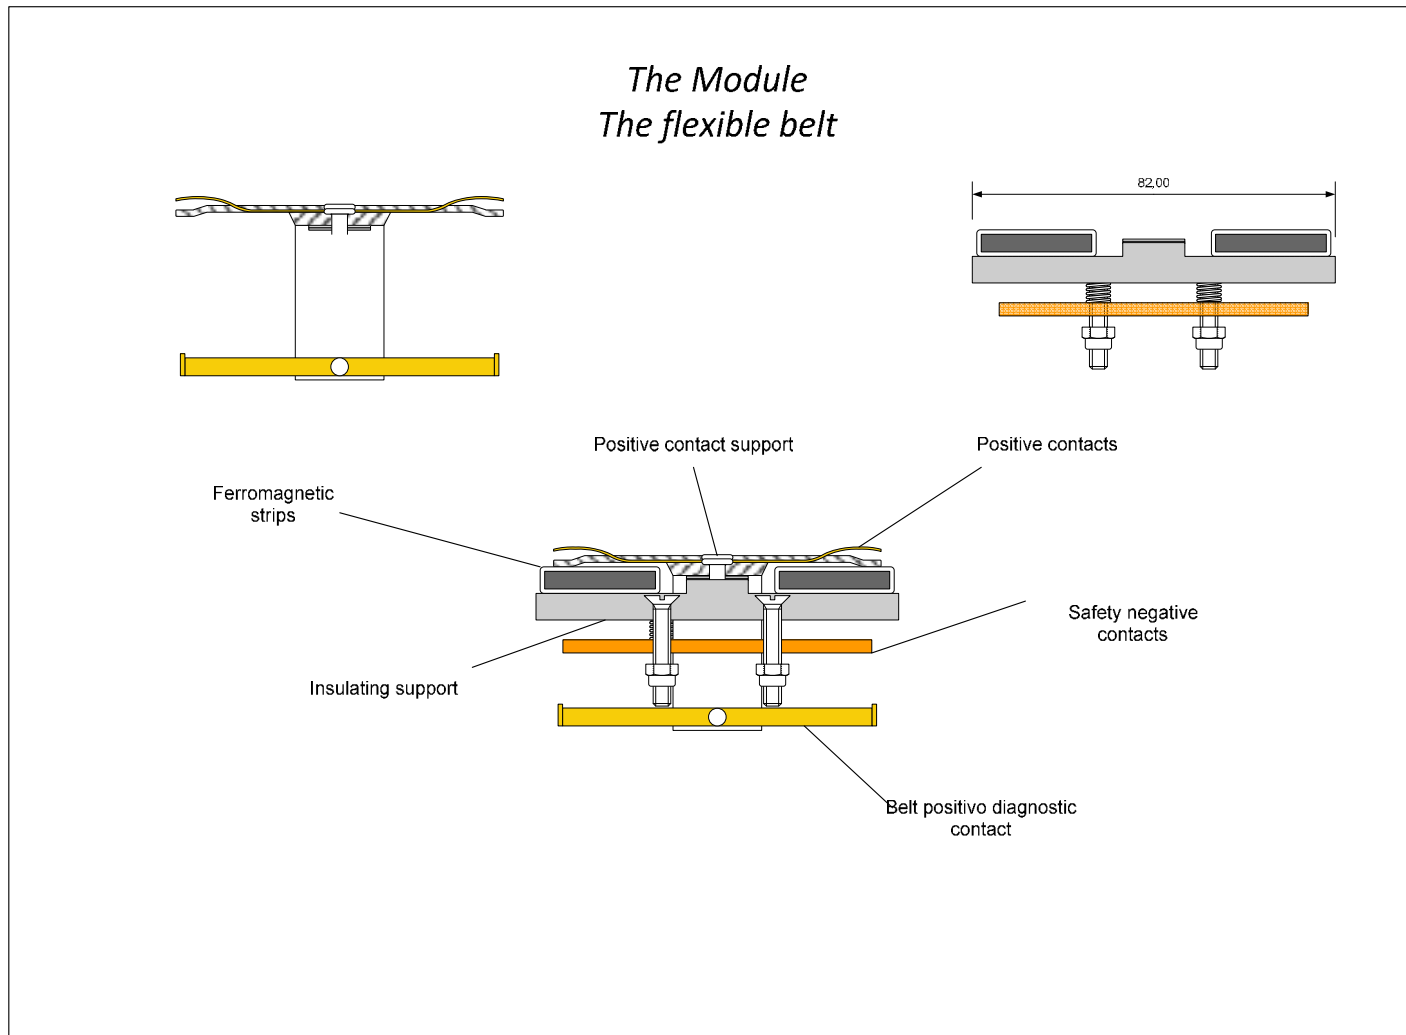 The Module
The flexible belt
82,00
Positive contact support
Positive contacts
Ferromagnetic
strips
Safety negative
contacts
Insulating support
Belt positivo diagnostic
contact